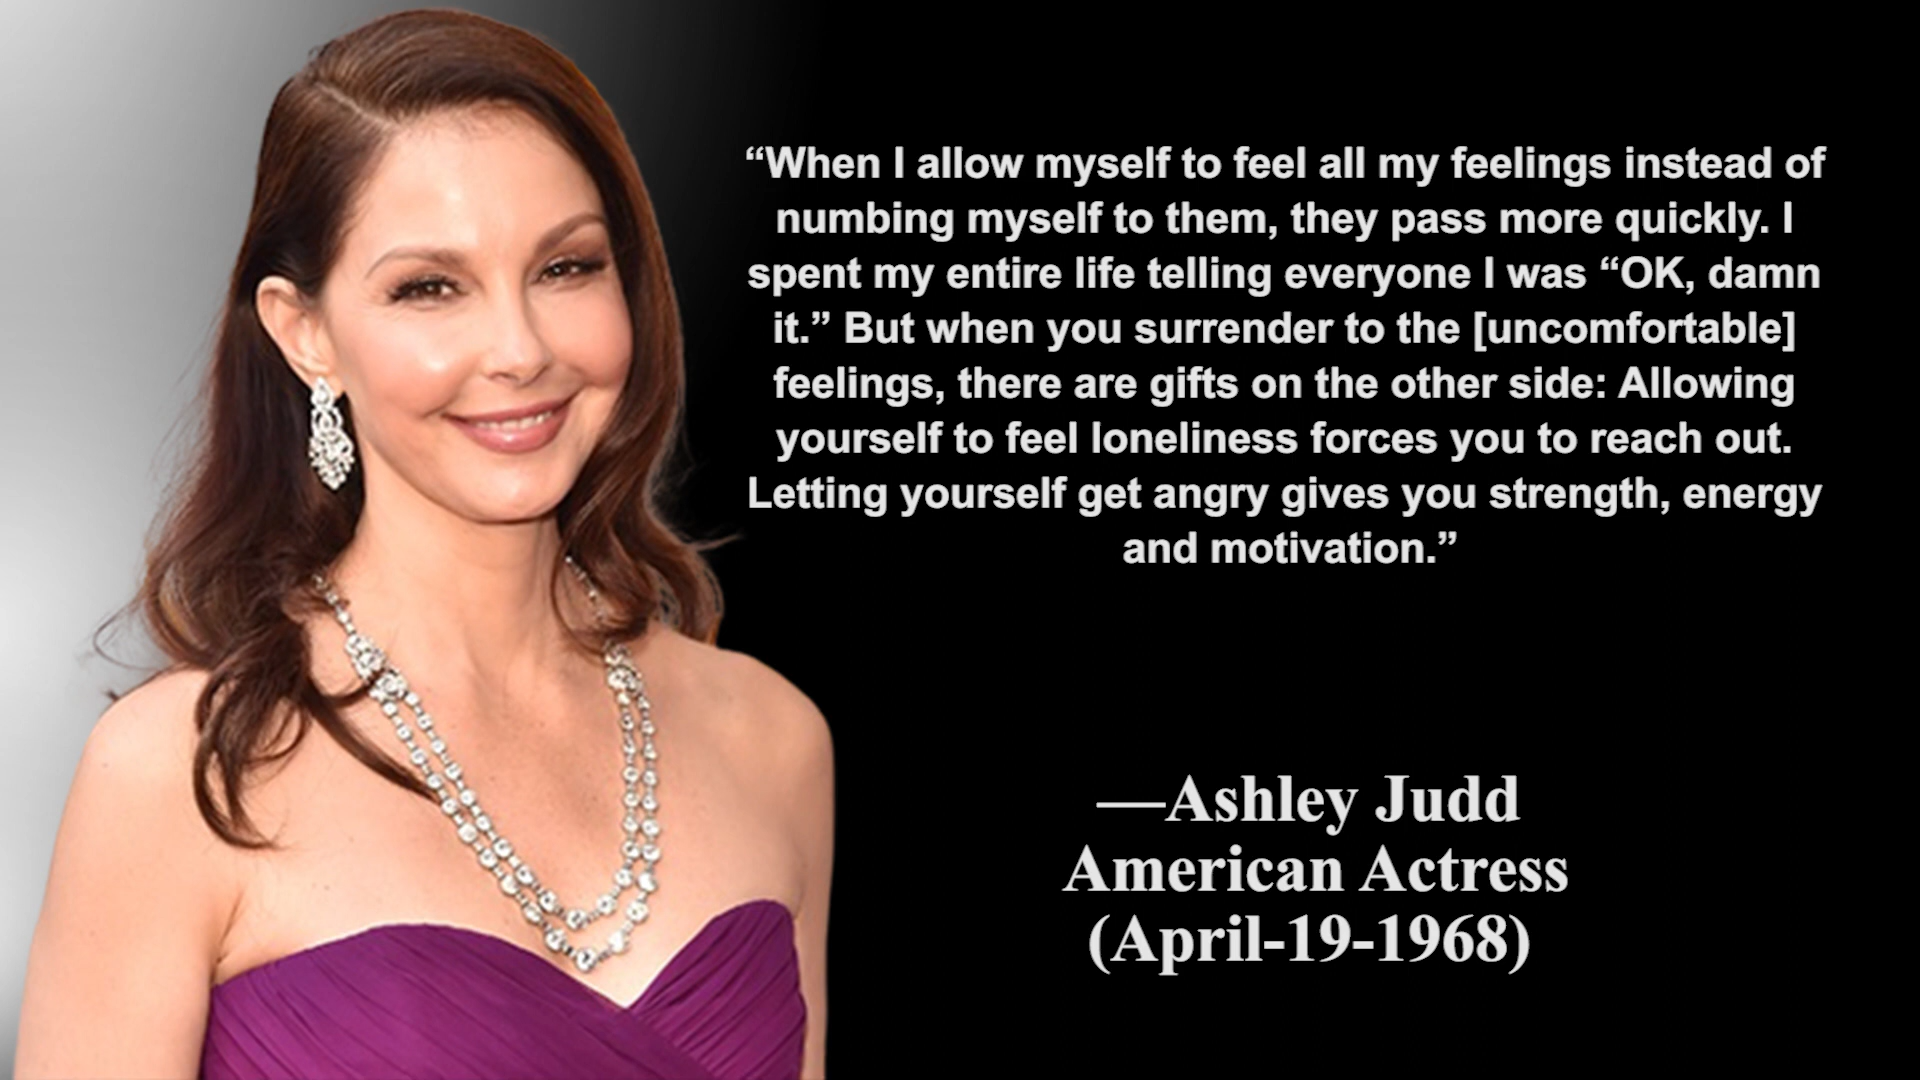 “When I allow myself to feel all my feelings instead of
numbing myself to them, they pass more quickly. I
spent my entire life telling everyone I was “OK, damn
it.” But when you surrender to the [uncomfortable]
feelings, there are gifts on the other side: Allowing
yourself to feel loneliness forces you to reach out.
Letting yourself get angry gives you strength, energy
and motivation.”
—Ashley Judd
American Actress
(April-19-1968)